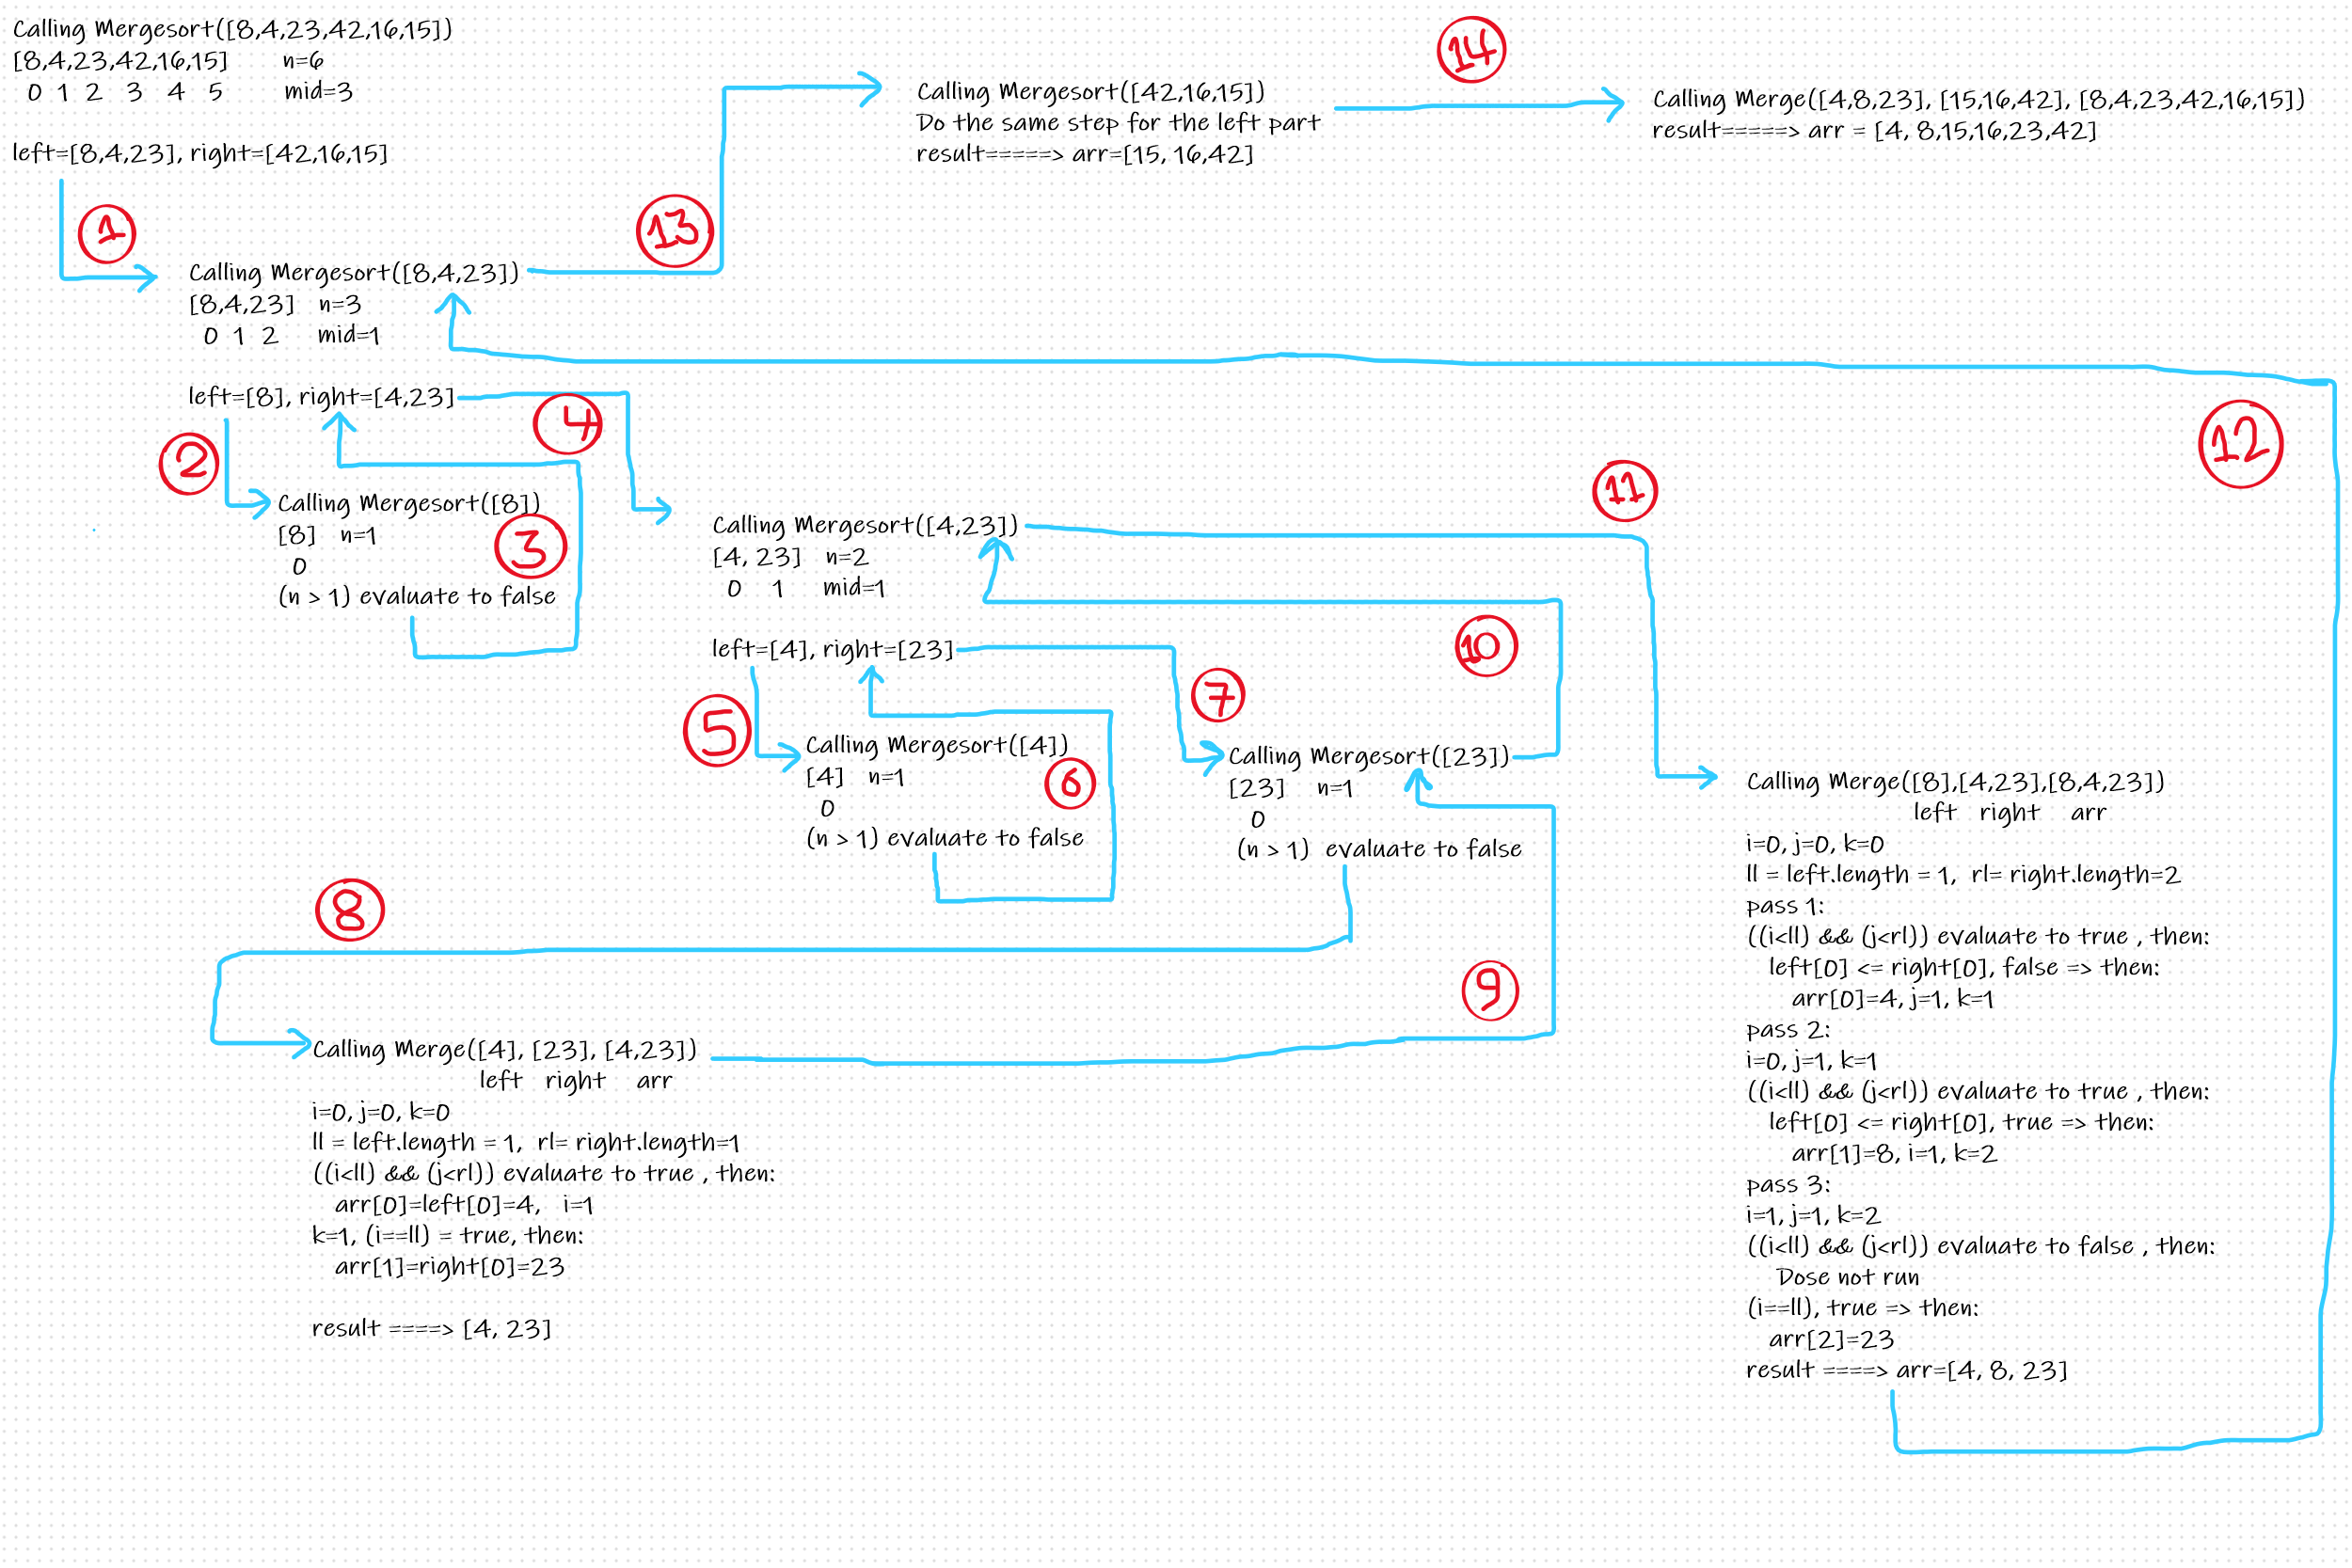 Calling Mergesort([8,4,23,42,16,15])
[8,4,23,42,16,15] n=6
0 1 2 3 4 5 mid=3
left=[8,4,23], right=[42,16,15]
1
Calling Mergesort([8,4,23])
[8,4,23] n=3
0 1 2 mid=1
left=[8], right=[4,23]
2
Calling Mergesort([8])
[8] n=1
0
(n > 1) evaluate to false
3
4
Calling Mergesort([4,23])
[4, 23] n=2
0 1 mid=1
left=[4], right=[23]
5
Calling Mergesort([4])
[4] n=1
0
(n > 1) evaluate to false
6
7
Calling Mergesort([23])
[23] n=1
0
(n > 1) evaluate to false
8
Calling Merge([4], [23], [4,23])
left right arr
i=0, j=0, k=0
ll = left.length = 1, rl= right.length=1
((i<ll) && (j<rl)) evaluate to true , then:
arr[0]=left[0]=4, i=1
k=1, (i==ll) = true, then:
arr[1]=right[0]=23
result ====> [4, 23]
9
10
11
Calling Merge([8],[4,23],[8,4,23])
left right arr
i=0, j=0, k=0
ll = left.length = 1, rl= right.length=2
pass 1:
((i<ll) && (j<rl)) evaluate to true , then:
left[0] <= right[0], false => then:
arr[0]=4, j=1, k=1
pass 2:
i=0, j=1, k=1
((i<ll) && (j<rl)) evaluate to true , then:
left[0] <= right[0], true => then:
arr[1]=8, i=1, k=2
pass 3:
i=1, j=1, k=2
((i<ll) && (j<rl)) evaluate to false , then:
Dose not run
(i==ll), true => then:
arr[2]=23
result ====> arr=[4, 8, 23]
12
13
Calling Mergesort([42,16,15])
Do the same step for the left part
result=====> arr=[15, 16,42]
14
Calling Merge([4,8,23], [15,16,42], [8,4,23,42,16,15])
result=====> arr = [4, 8,15,16,23,42]